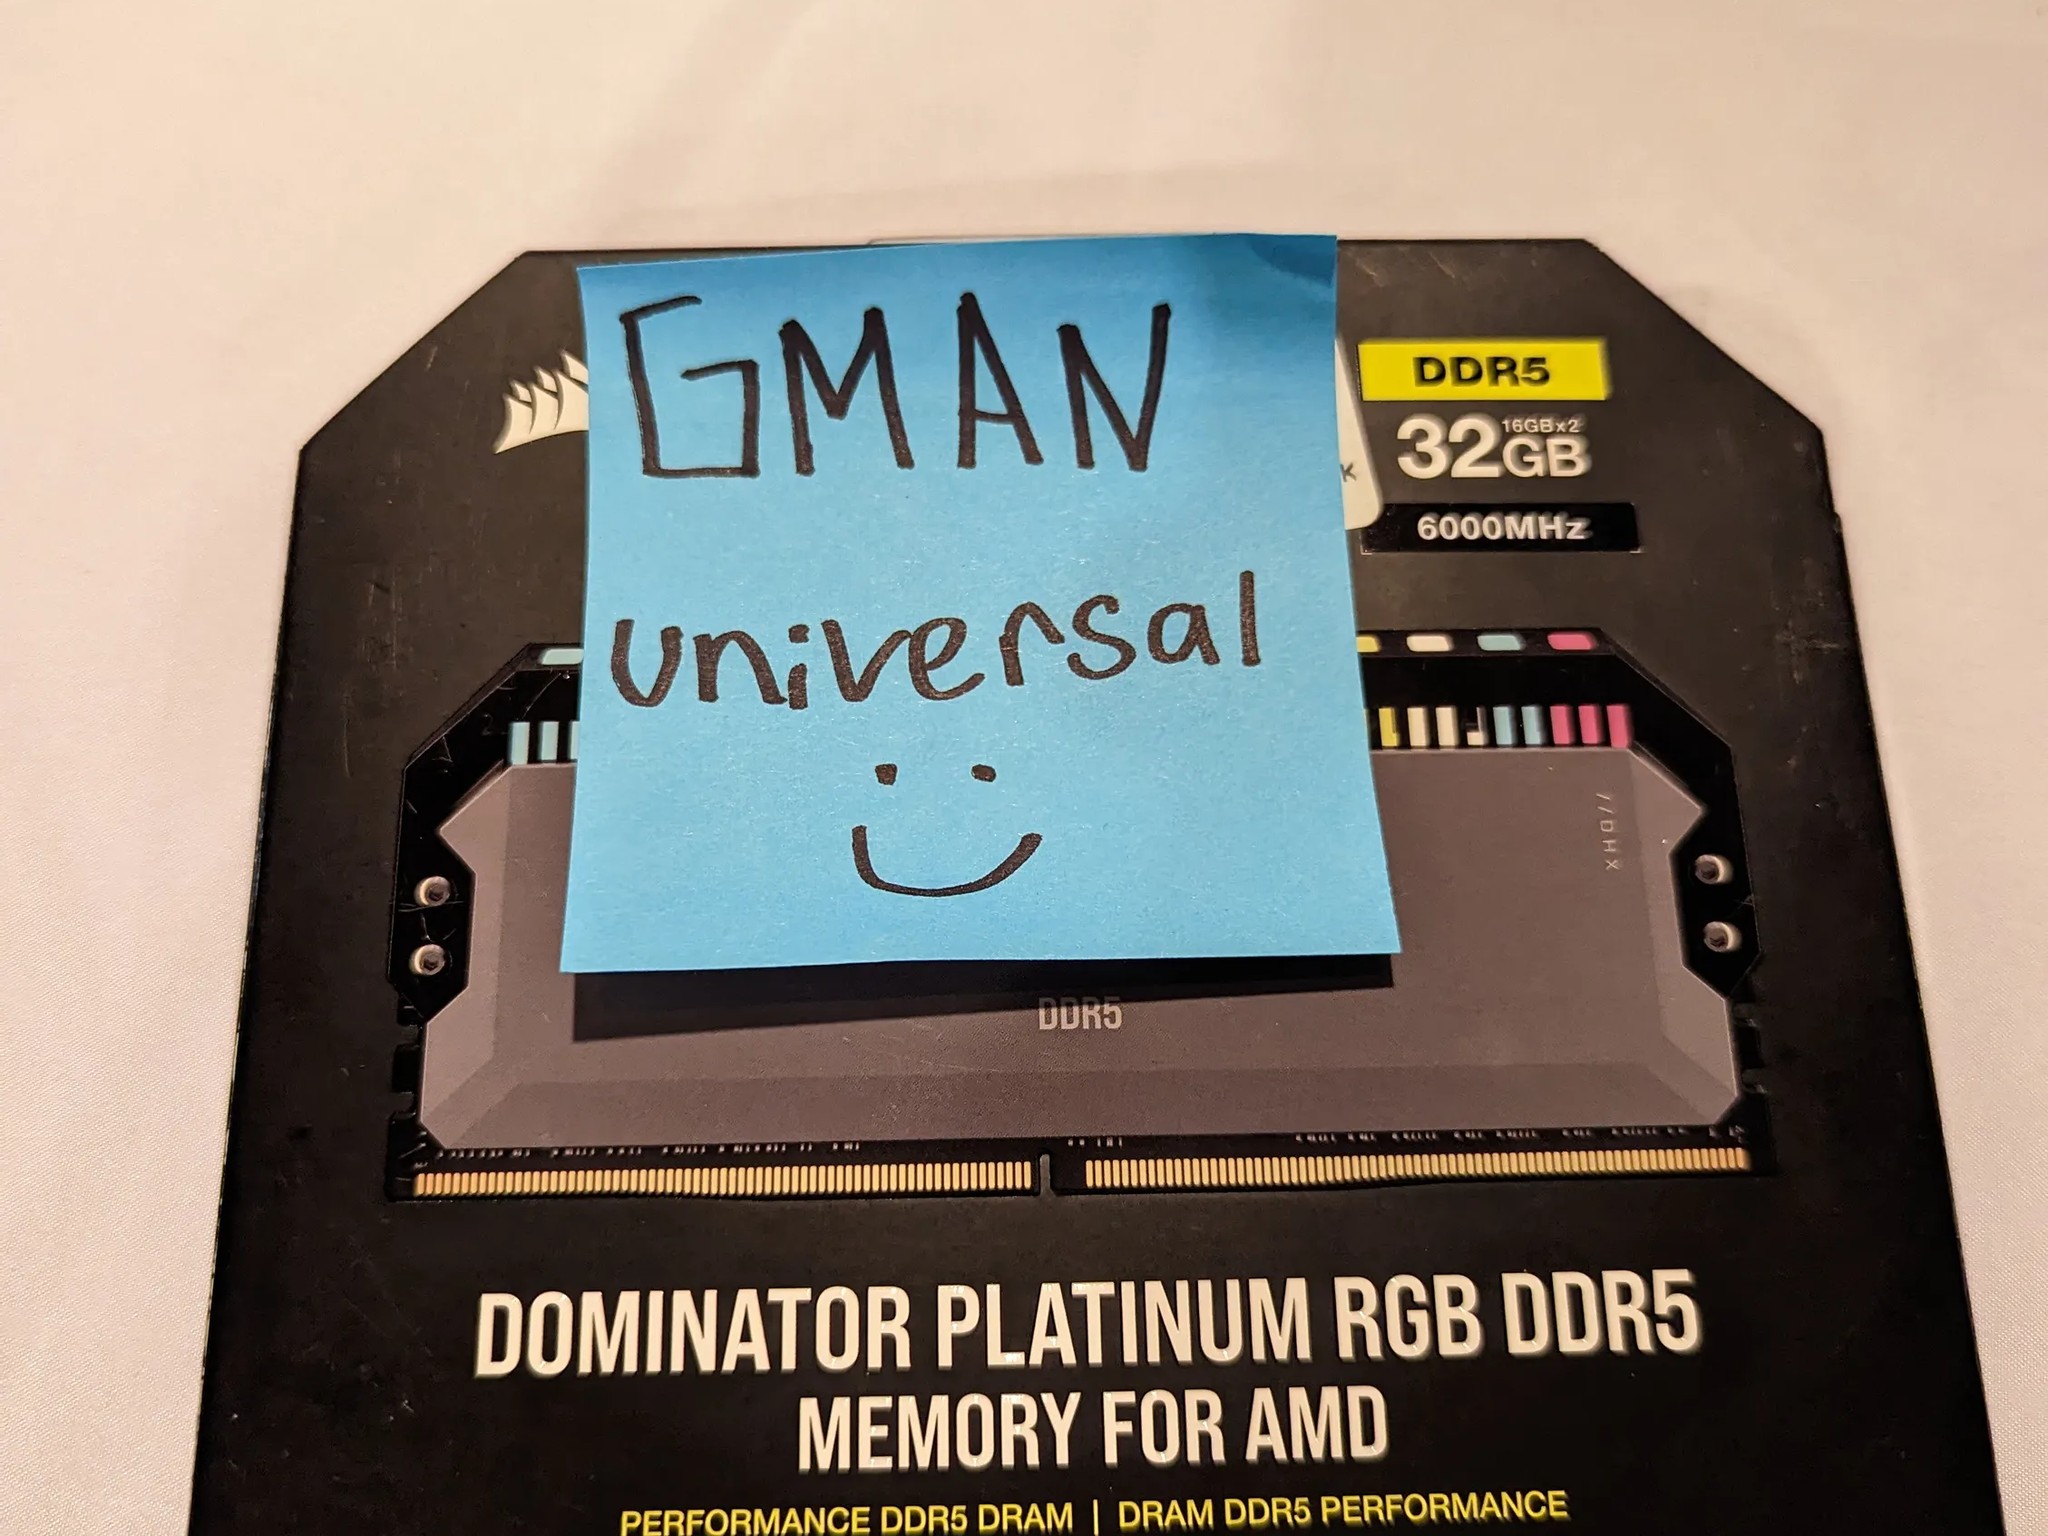 GMAN
universal
DDR5
16GBx2
32GB
6000MHz
//DHX
DDR5
DOMINATOR PLATINUM RGB DDR5
MEMORY FOR AMD
PERFORMANCE DDR5 DRAM | DRAM DDR5 PERFORMANCE